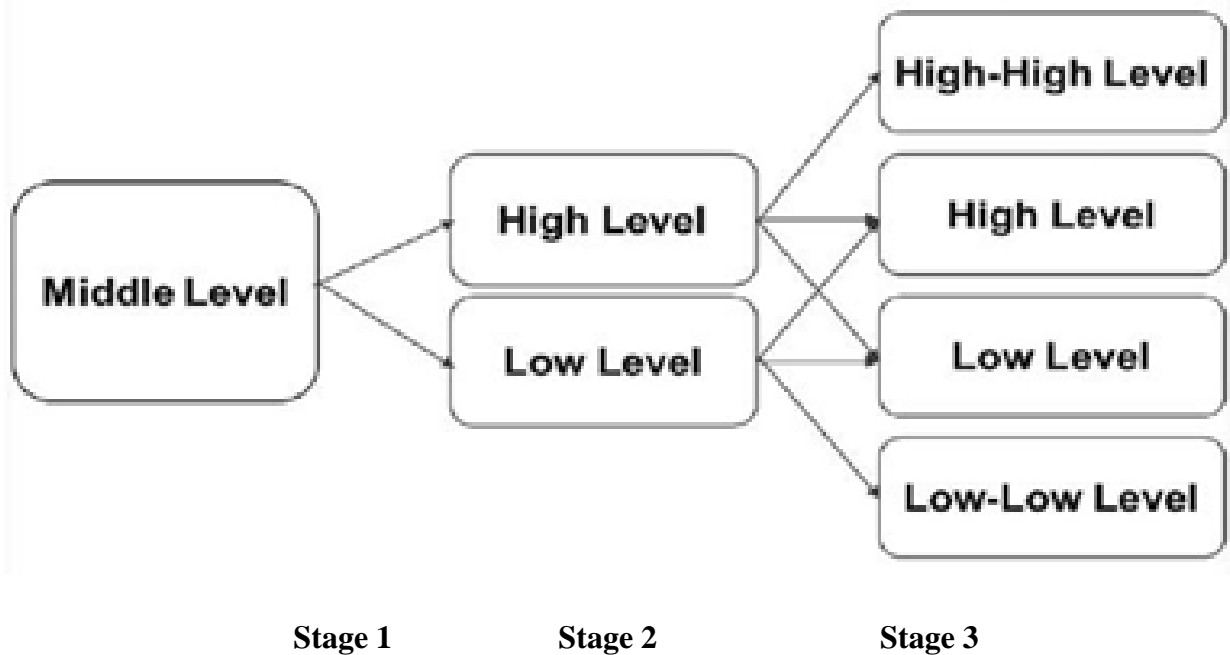 Middle Level
High Level
Low Level
High-High Level
High Level
Low Level
Low-Low Level
Stage 1
Stage 2
Stage 3